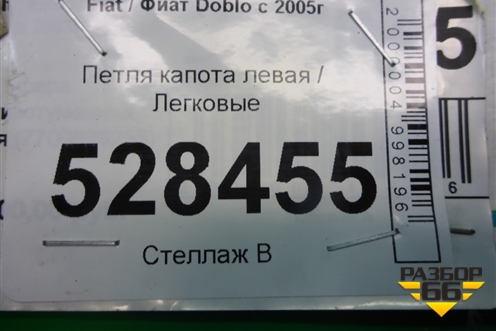 Fiat / Фиат Doblo с 2005г
Петля капота левая /
Легковые
528455
Стеллаж В
2000004998196
5
6
РАЗБОР
66